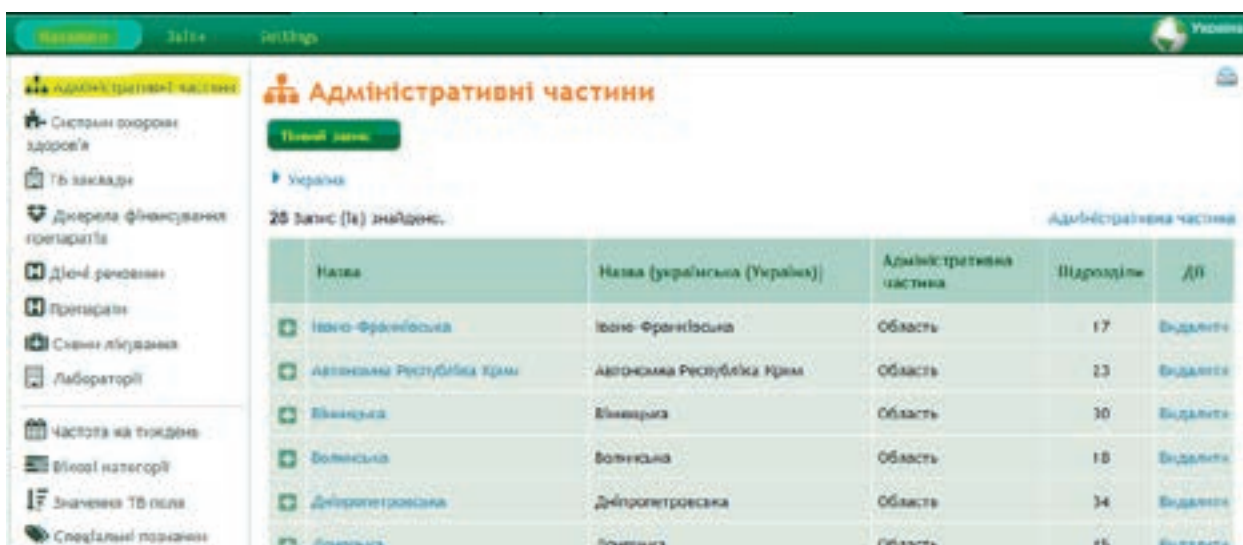 Звіти
Settings
Україна
Адміністративні частини
Адміністративні частини
Системи охорони
здоров'я
Новий запис
ТБ заклади
Україна
Джерела фінансування
препаратів
28 Запис (ів) знайдено.
Адміністративна частина
Діючі речовини
Назва
Назва (українська (Україна))
Адміністративна
частина
Підрозділи
Дії
Препарати
Схеми лікування
Лабораторії
Івано-Франківська Івано-Франківська Область 17 Видалити
Автономна Республіка Крим Автономна Республіка Крим Область 23 Видалити
Вінницька Вінницька Область 30 Видалити
Частота на тиждень
Вікові категорії
Волинська Волинська Область 18 Видалити
Значення ТБ поля
Дніпропетровська Дніпропетровська Область 34 Видалити
Спеціальні позначки